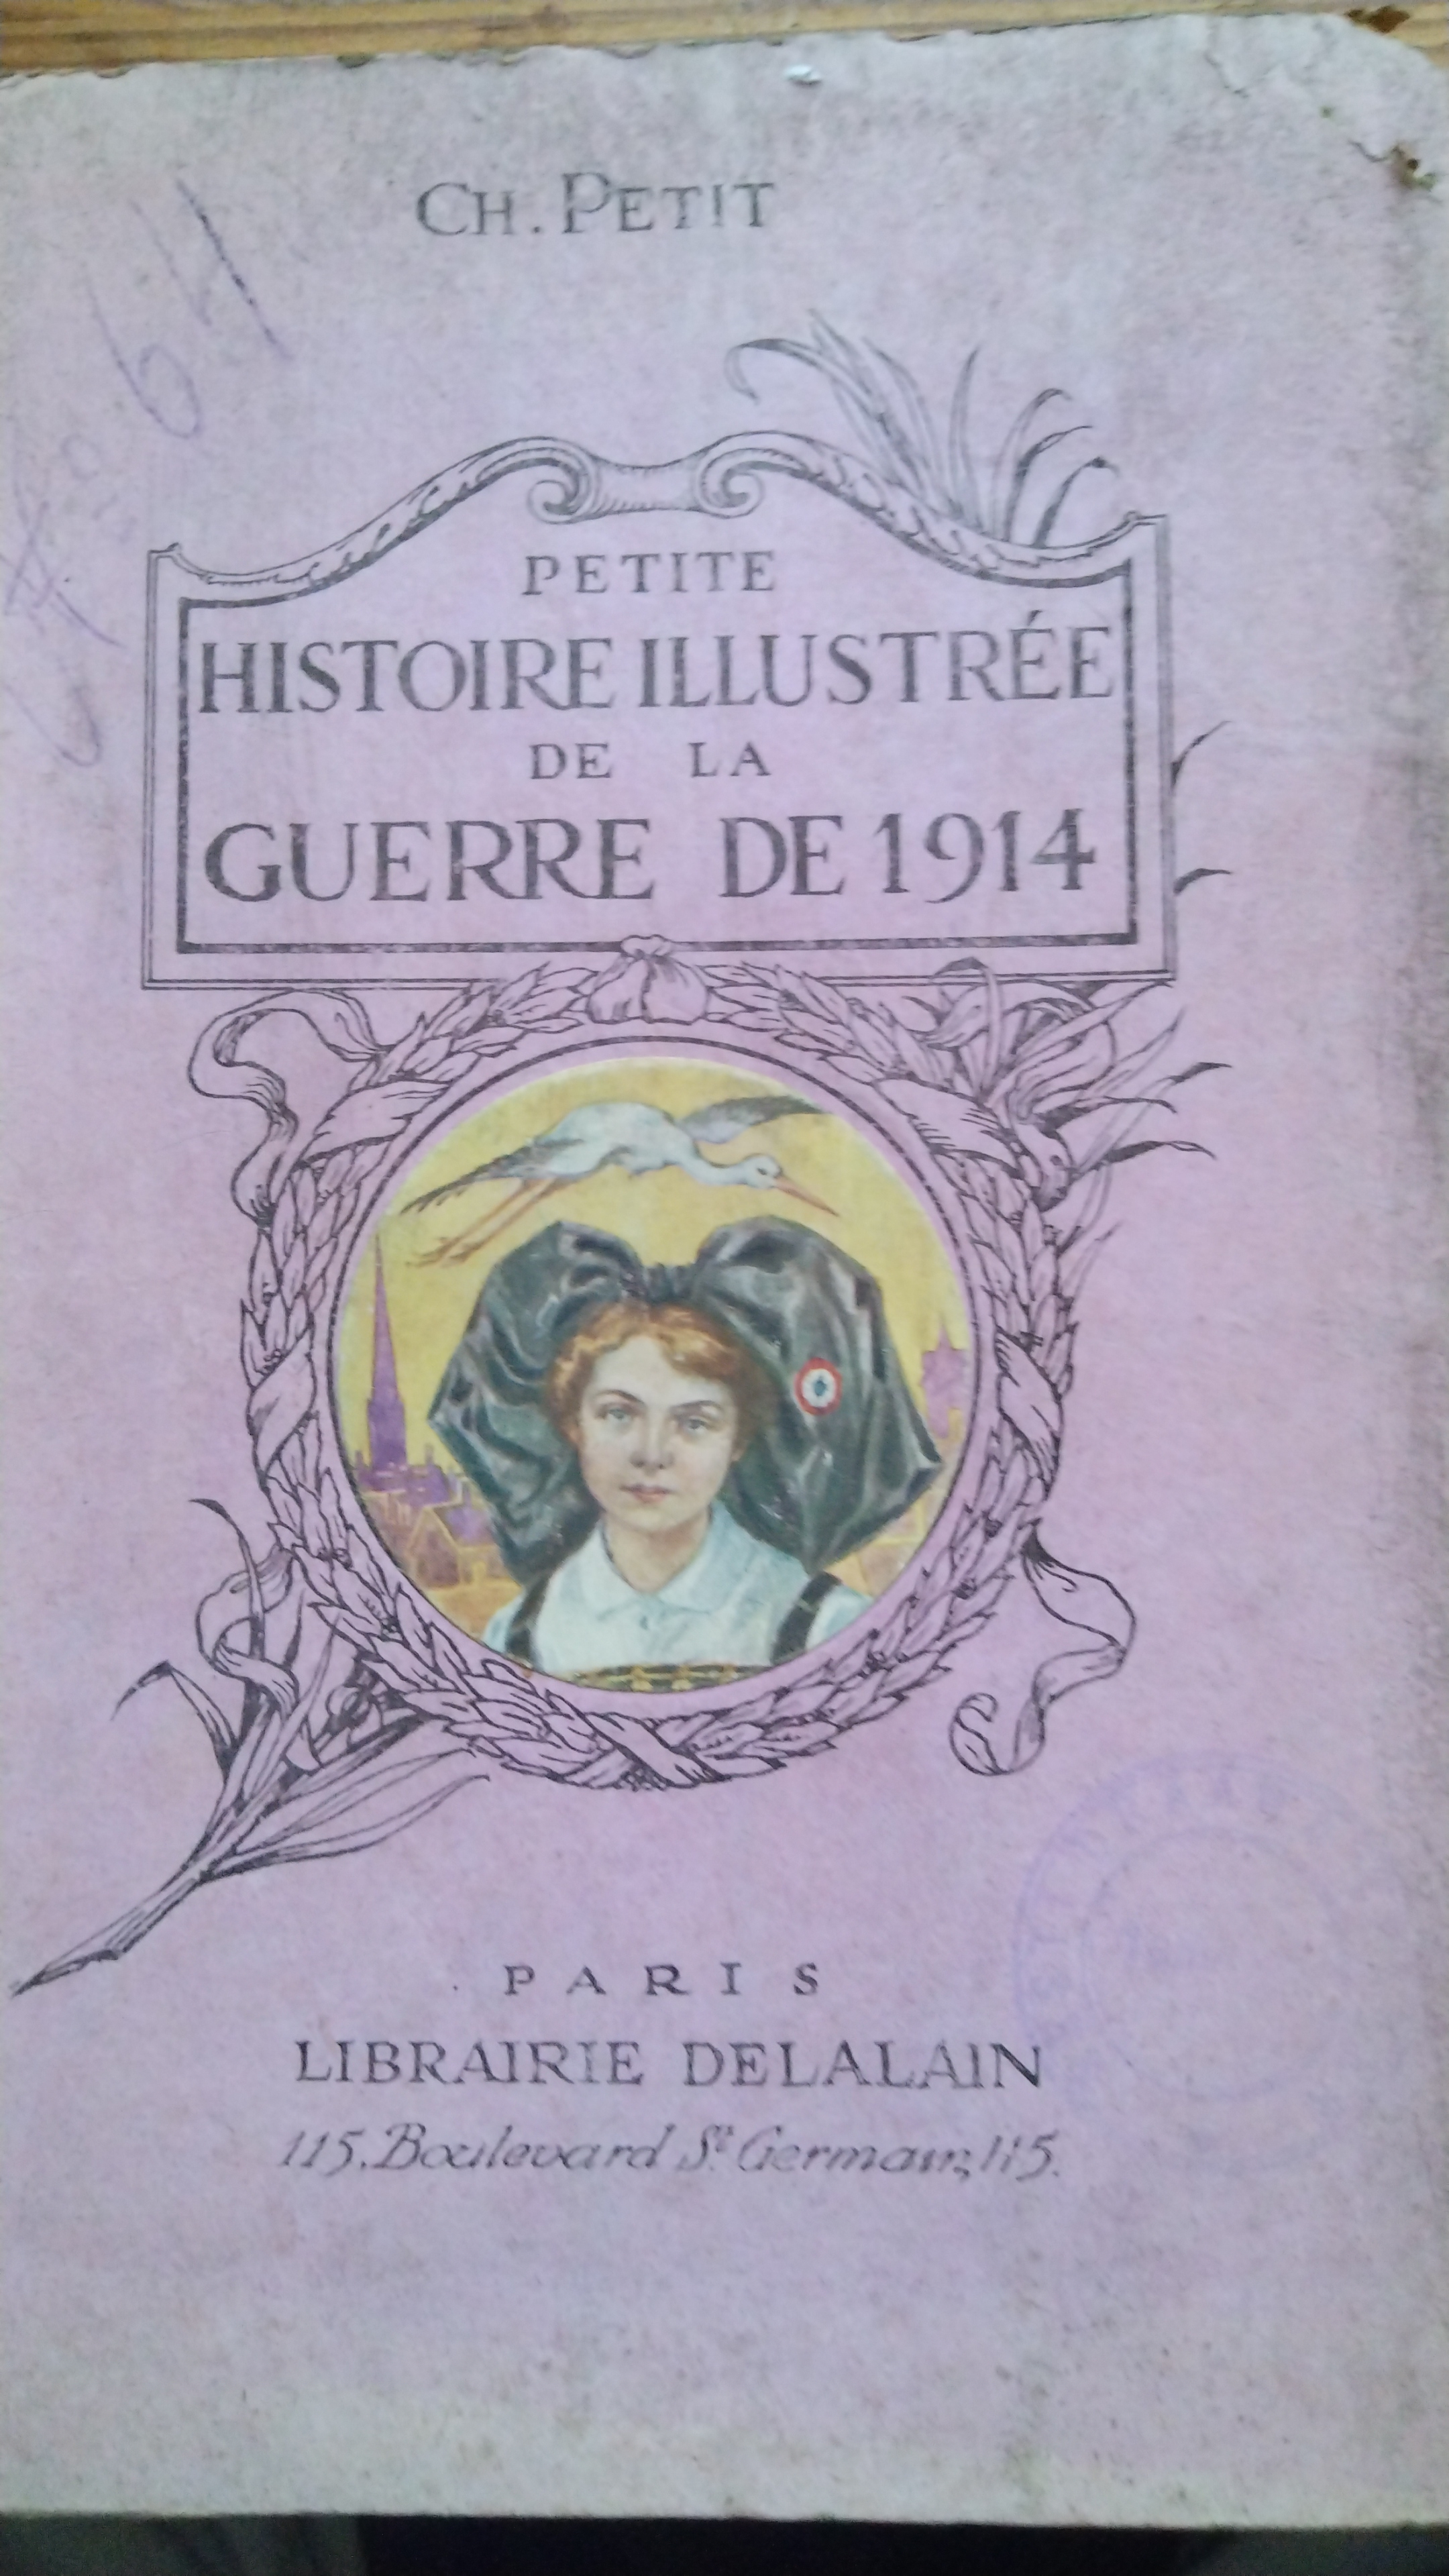 CH. PETIT
PETITE
HISTOIRE ILLUSTRÉE
DE LA
GUERRE DE 1914
PARIS
LIBRAIRIE DELALAIN
115, Boulevard St Germain, 115.